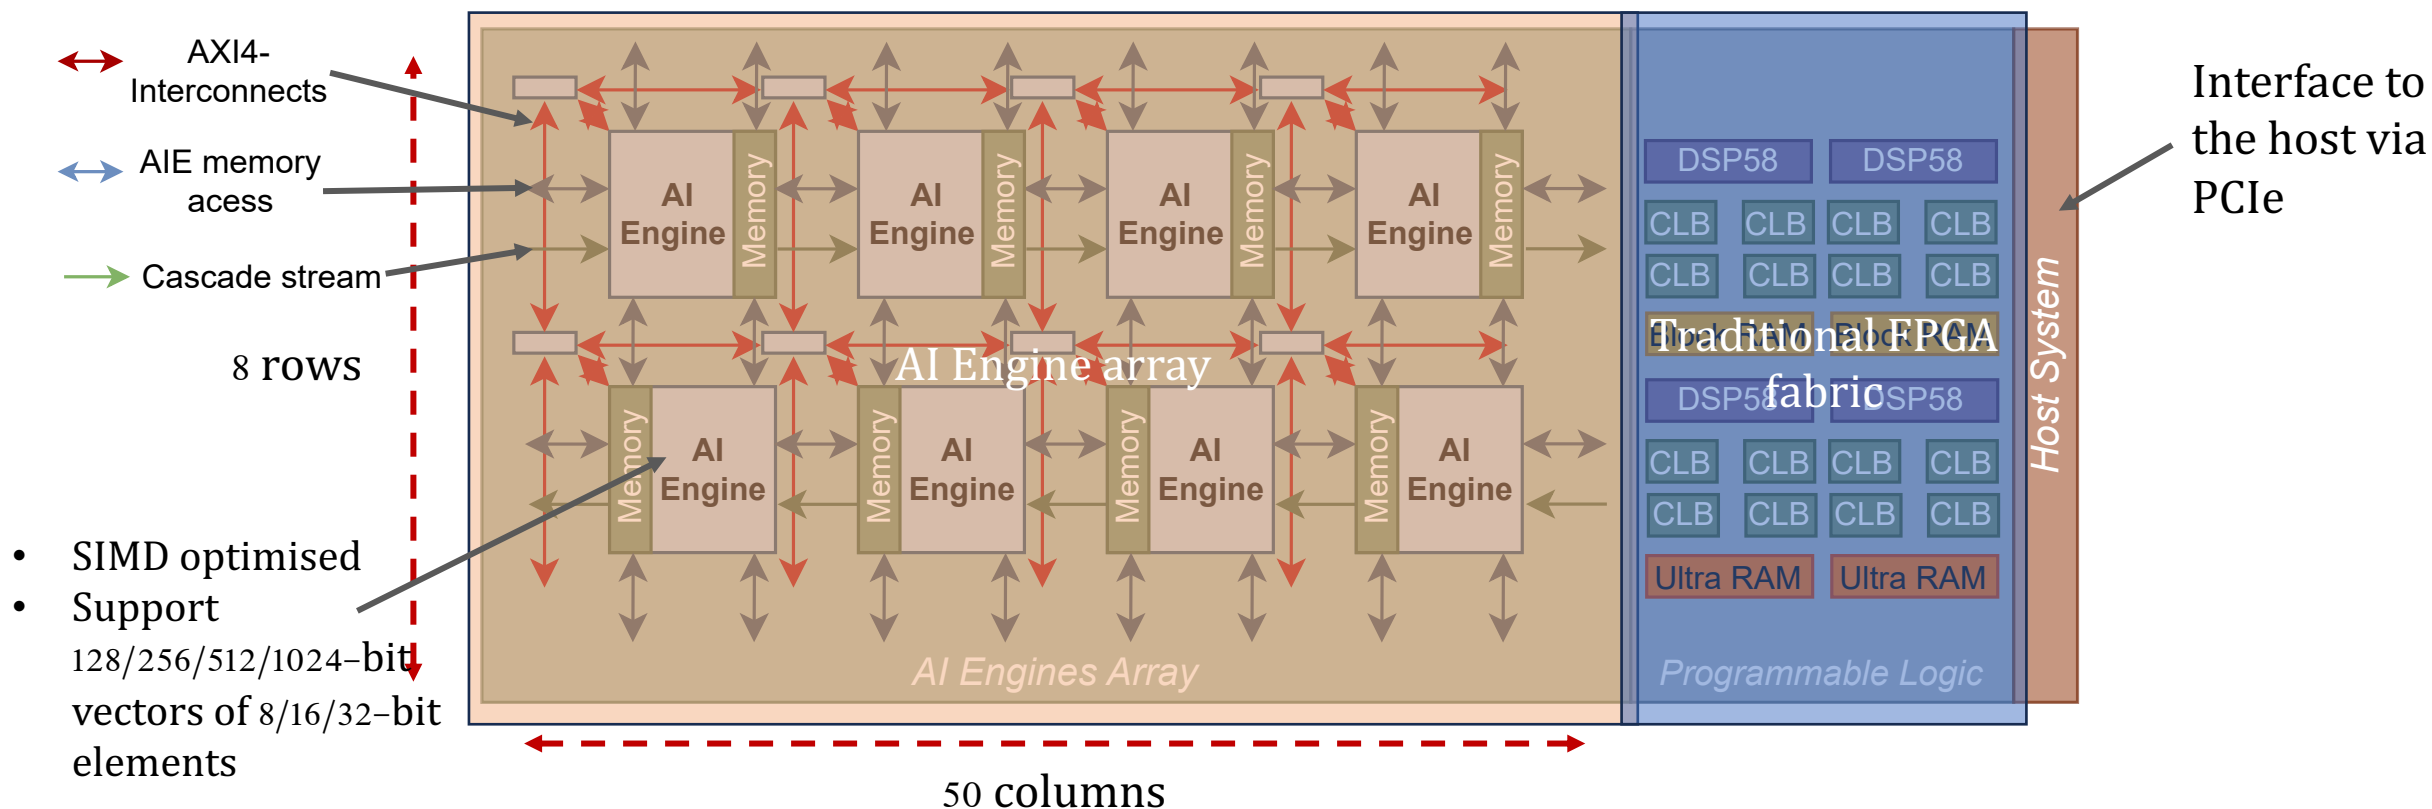 AXI4-
Interconnects
AIE memory
acess
Cascade stream
8 rows
• SIMD optimised
• Support
128/256/512/1024-bit
vectors of 8/16/32-bit
elements
AI
Engine
Memory
AI
Engine
Memory
AI
Engine
Memory
AI
Engine
Memory
AI Engine array
Memory
AI
Engine
Memory
AI
Engine
Memory
AI
Engine
Memory
AI
Engine
AI Engines Array
50 columns
DSP58 DSP58
CLB CLB CLB CLB
CLB CLB CLB CLB
Block RAM Block RAM
Traditional FPGA
fabric
DSP58 DSP58
CLB CLB CLB CLB
CLB CLB CLB CLB
Ultra RAM Ultra RAM
Programmable Logic
Host System
Interface to
the host via
PCIe